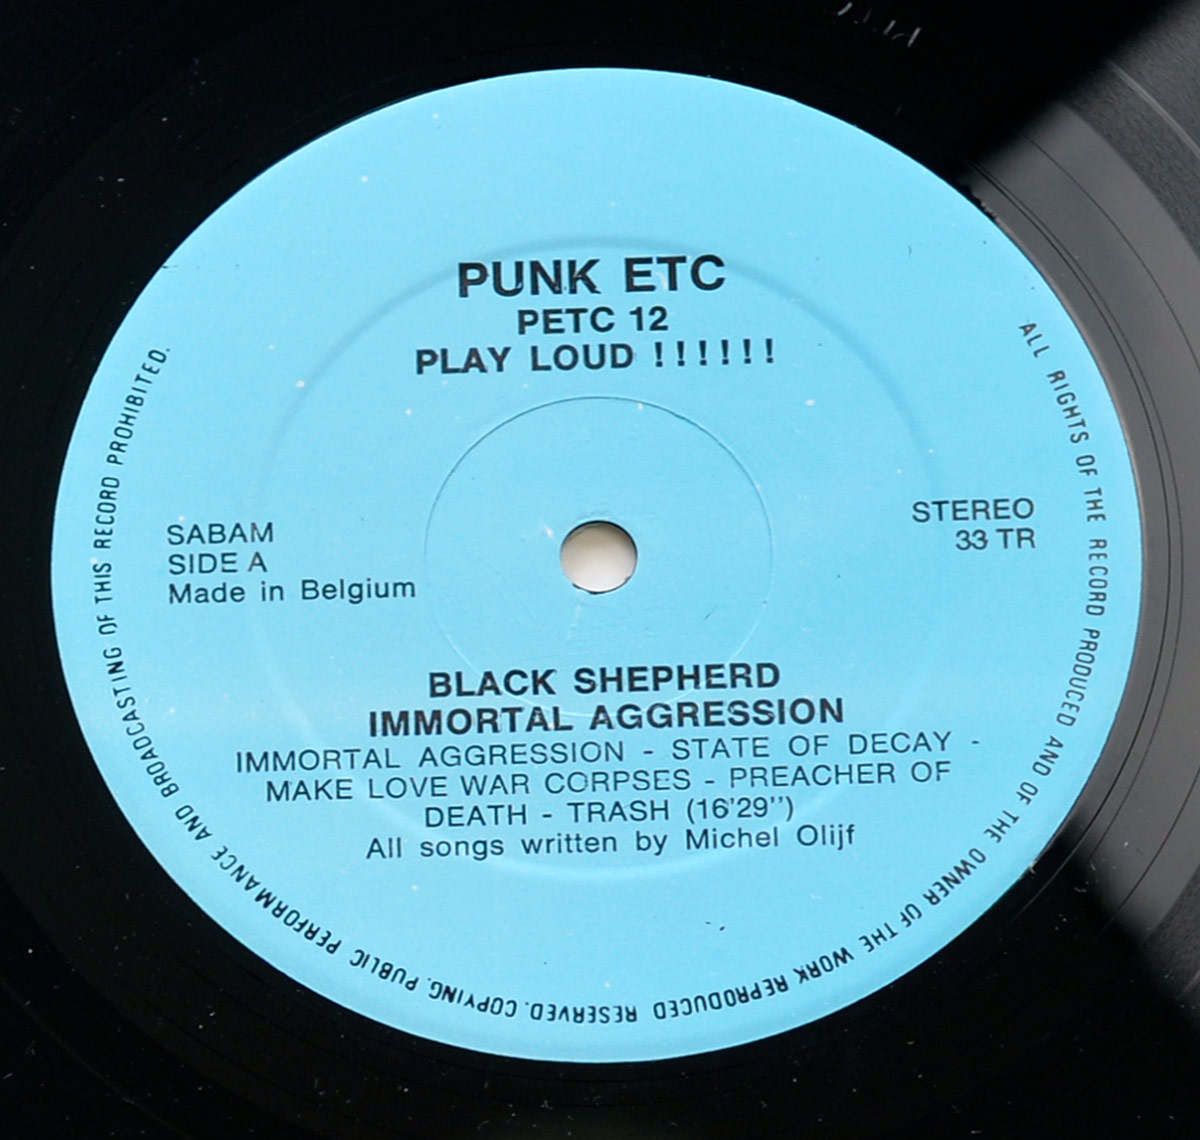 PUNK ETC
PETC 12
PLAY LOUD !!!!!!
SABAM
SIDE A
Made in Belgium
STEREO
33 TR
BLACK SHEPHERD
IMMORTAL AGGRESSION
IMMORTAL AGGRESSION - STATE OF DECAY -
MAKE LOVE WAR CORPSES - PREACHER OF
DEATH - TRASH (16'29")
All songs written by Michel Olijf
ALL RIGHTS OF THE RECORD PRODUCED AND OF THE OWNER OF THE WORK REPRODUCED RESERVED. COPYING. PUBLIC PERFORMANCE AND BROADCASTING OF THIS RECORD PROHIBITED.